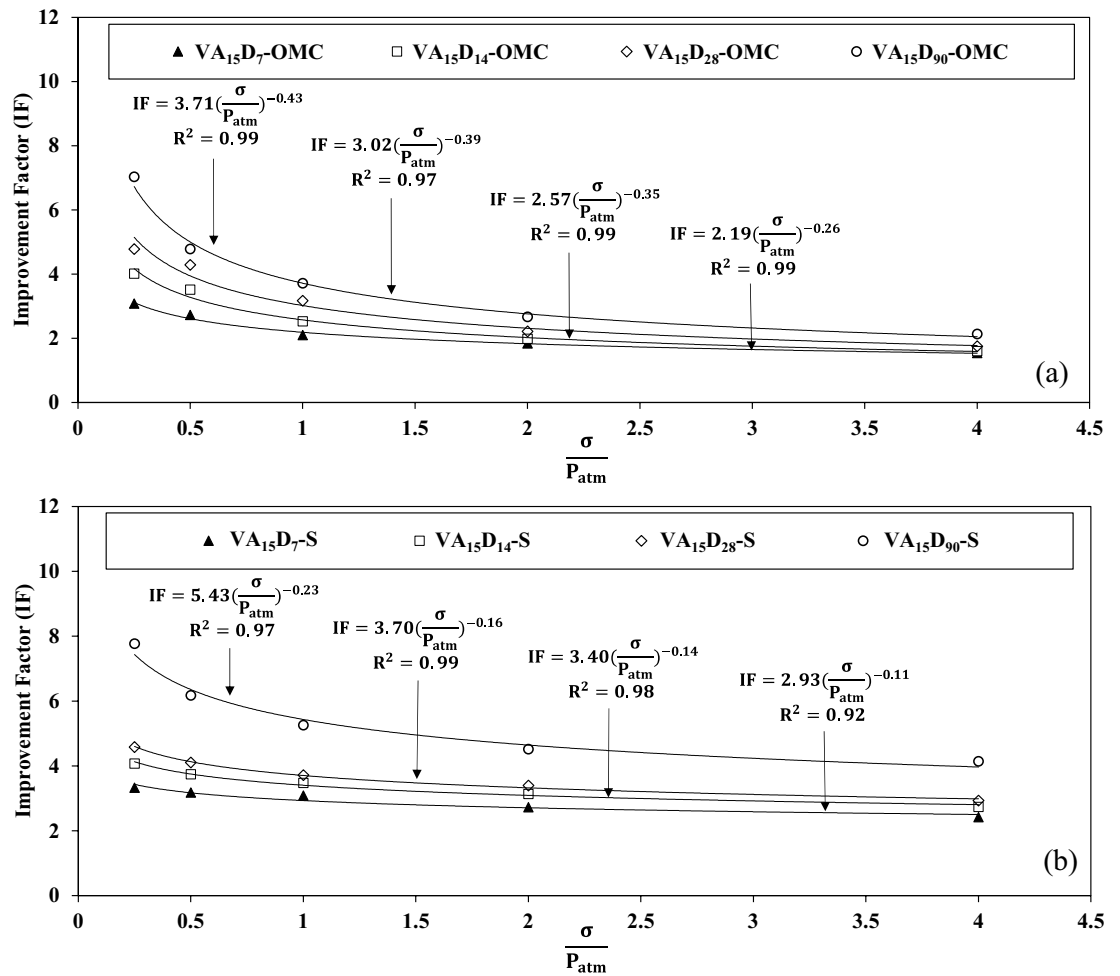 12
10
8
6
4
2
0
Improvement Factor (IF)
▲ VA₁₅D₇-OMC □ VA₁₅D₁₄-OMC ◇ VA₁₅D₂₈-OMC ○ VA₁₅D₉₀-OMC
IF = 3.71(σ/Pₐₜₘ)^−0.43
R² = 0.99
IF = 3.02(σ/Pₐₜₘ)^−0.39
R² = 0.97
IF = 2.57(σ/Pₐₜₘ)^−0.35
R² = 0.99
IF = 2.19(σ/Pₐₜₘ)^−0.26
R² = 0.99
(a)
0 0.5 1 1.5 2 2.5 3 3.5 4 4.5
σ
Pₐₜₘ
12
10
8
6
4
2
0
Improvement Factor (IF)
▲ VA₁₅D₇-S □ VA₁₅D₁₄-S ◇ VA₁₅D₂₈-S ○ VA₁₅D₉₀-S
IF = 5.43(σ/Pₐₜₘ)^−0.23
R² = 0.97
IF = 3.70(σ/Pₐₜₘ)^−0.16
R² = 0.99
IF = 3.40(σ/Pₐₜₘ)^−0.14
R² = 0.98
IF = 2.93(σ/Pₐₜₘ)^−0.11
R² = 0.92
(b)
0 0.5 1 1.5 2 2.5 3 3.5 4 4.5
σ
Pₐₜₘ